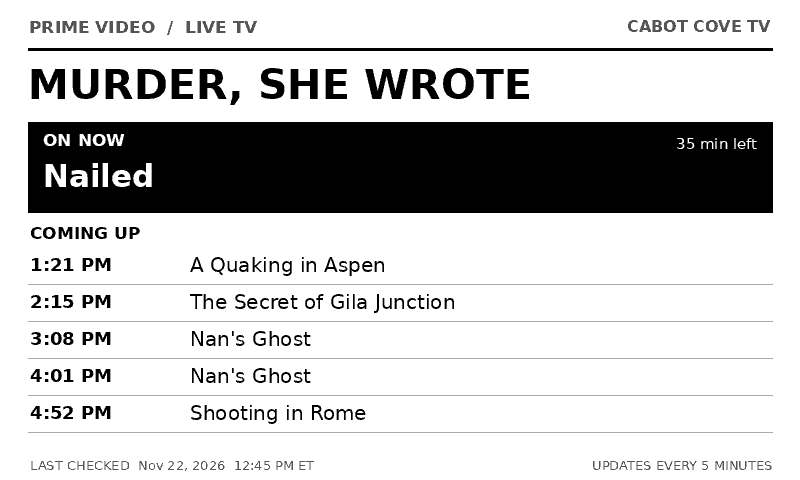 PRIME VIDEO / LIVE TV
CABOT COVE TV
MURDER, SHE WROTE
ON NOW
35 min left
Nailed
COMING UP
1:21 PM A Quaking in Aspen
2:15 PM The Secret of Gila Junction
3:08 PM Nan's Ghost
4:01 PM Nan's Ghost
4:52 PM Shooting in Rome
LAST CHECKED Nov 22, 2026 12:45 PM ET
UPDATES EVERY 5 MINUTES